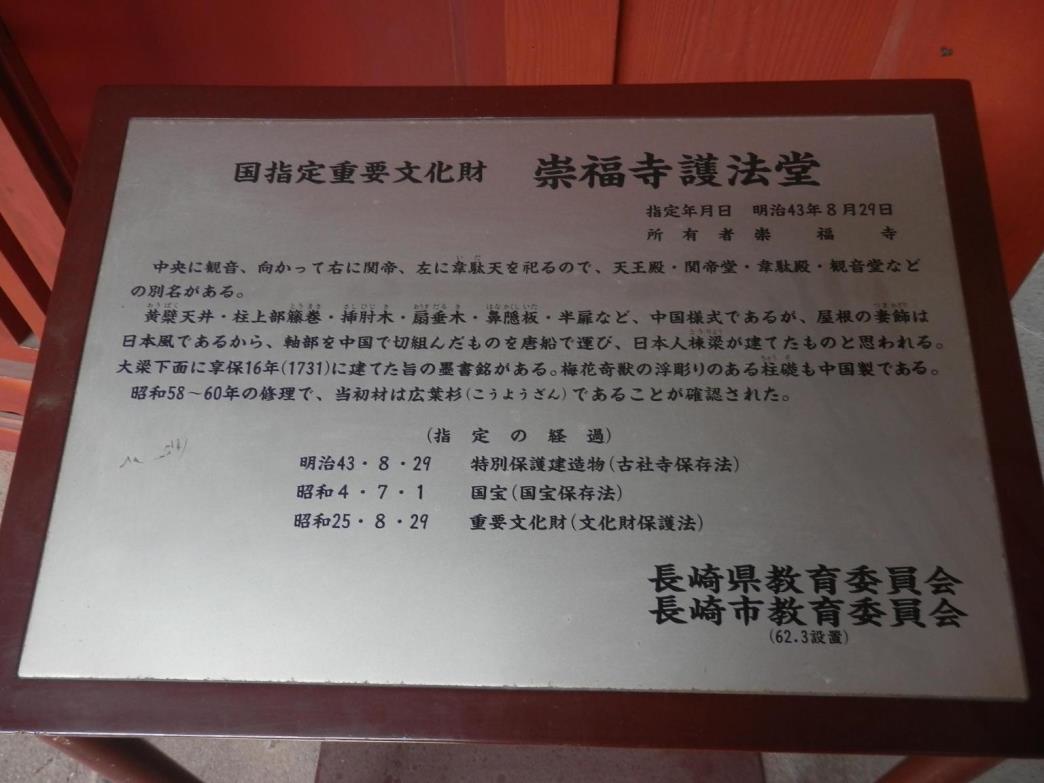 国指定重要文化財　崇福寺護法堂
指定年月日　明治43年８月29日
所有者崇福寺
中央に観音、向かって右に関帝、左に韋駄天を祀るので、天王殿・関帝堂・韋駄殿・観音堂など
の別名がある。
黄檗天井・柱上部籐巻・挿肘木・扇垂木・鼻隠板・半扉など、中国様式であるが、屋根の妻飾は
日本風であるから、軸部を中国で切組んだものを唐船で運び、日本人棟梁が建てたものと思われる。
大梁下面に享保16年(1731)に建てた旨の墨書銘がある。梅花奇獣の浮彫りのある柱礎も中国製である。
昭和58〜60年の修理で、当初材は広葉杉(こうようざん)であることが確認された。
(指定の経過)
明治43・８・29　特別保護建造物(古社寺保存法)
昭和４・７・１　国宝(国宝保存法)
昭和25・８・29　重要文化財(文化財保護法)
長崎県教育委員会
長崎市教育委員会
(62.3設置)